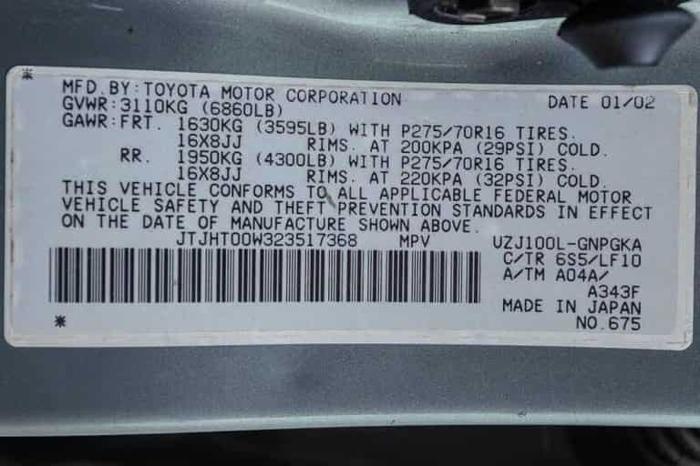 MFD.BY:TOYOTA MOTOR CORPORATION DATE 01/02
GVWR:3110KG (6860LB)
GAWR:FRT. 1630KG (3595LB) WITH P275/70R16 TIRES.
16X8JJ RIMS. AT 200KPA (29PSI) COLD.
RR. 1950KG (4300LB) WITH P275/70R16 TIRES.
16X8JJ RIMS. AT 220KPA (32PSI) COLD.
THIS VEHICLE CONFORMS TO ALL APPLICABLE FEDERAL MOTOR
VEHICLE SAFETY AND THEFT PREVENTION STANDARDS IN EFFECT
ON THE DATE OF MANUFACTURE SHOWN ABOVE.
JTJHT00W323517368 MPV UZJ100L-GNPGKA
C/TR 6S5/LF10
A/TM A04A/
A343F
MADE IN JAPAN
NO.675